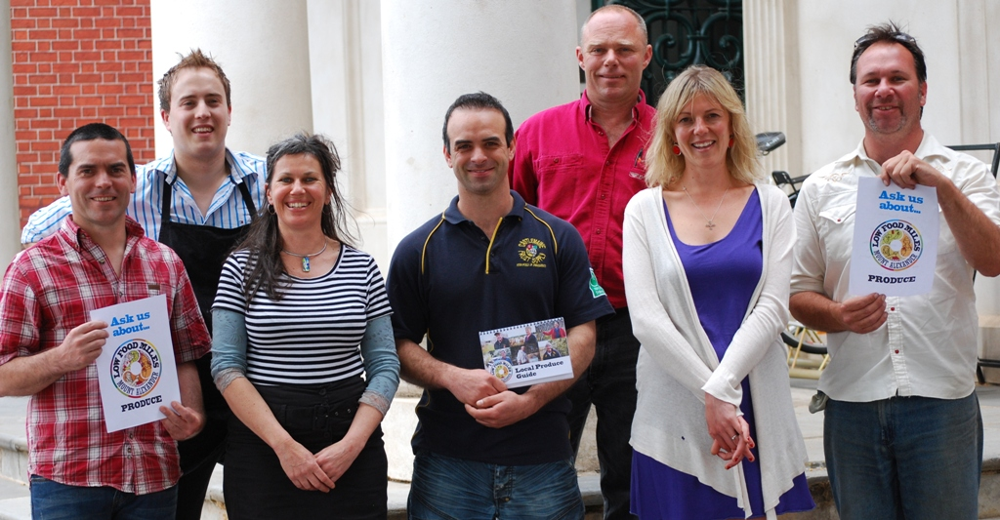 Ask us
about...
LOW FOOD MILES
MOUNT ALEXANDER
PRODUCE
Local Produce
Guide
Ask us
about...
LOW FOOD MILES
MOUNT ALEXANDER
PRODUCE